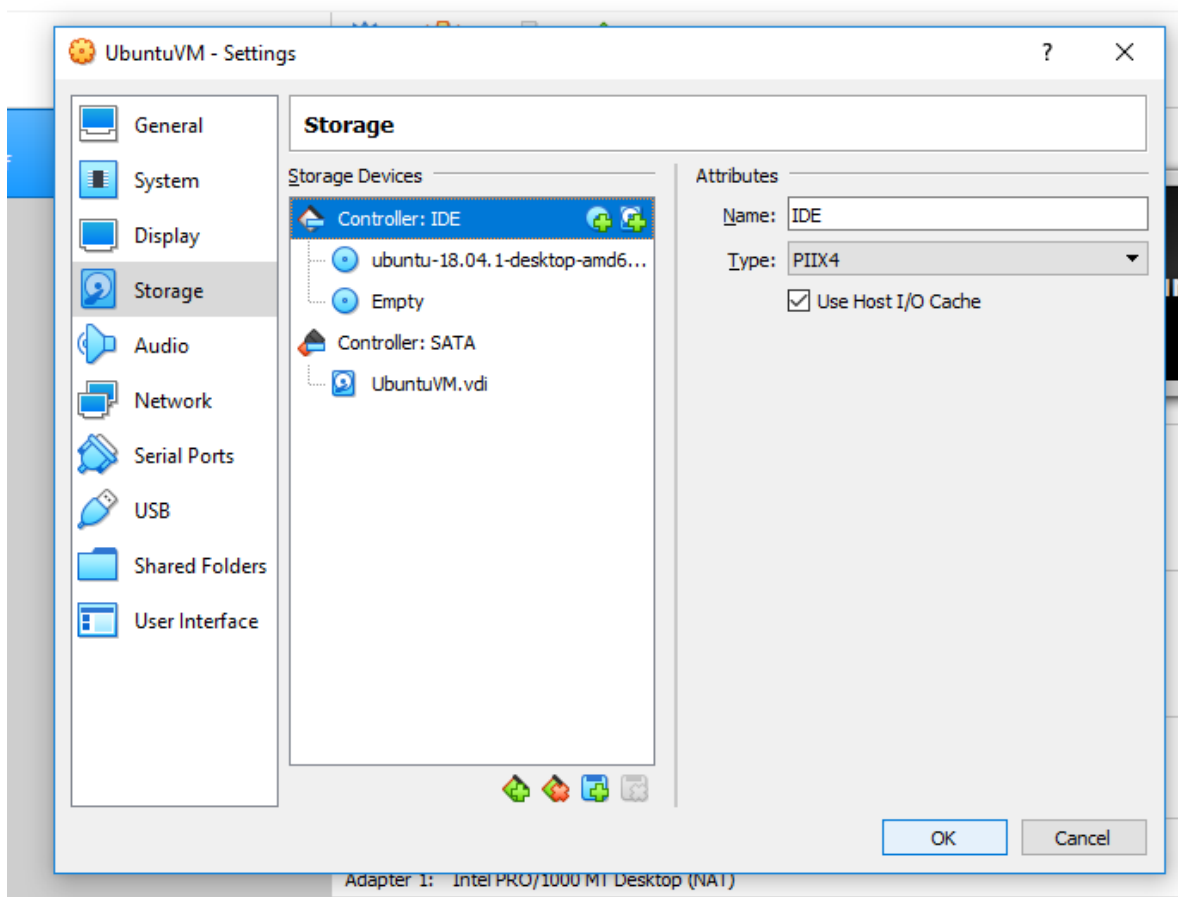 UbuntuVM - Settings
?
General
System
Display
Storage
Audio
Network
Serial Ports
USB
Shared Folders
User Interface
Storage
Storage Devices
Controller: IDE
ubuntu-18.04.1-desktop-amd6...
Empty
Controller: SATA
UbuntuVM.vdi
Attributes
Name: IDE
Type: PIIX4
Use Host I/O Cache
OK
Cancel
Adapter 1: Intel PRO/1000 MT Desktop (NAT)